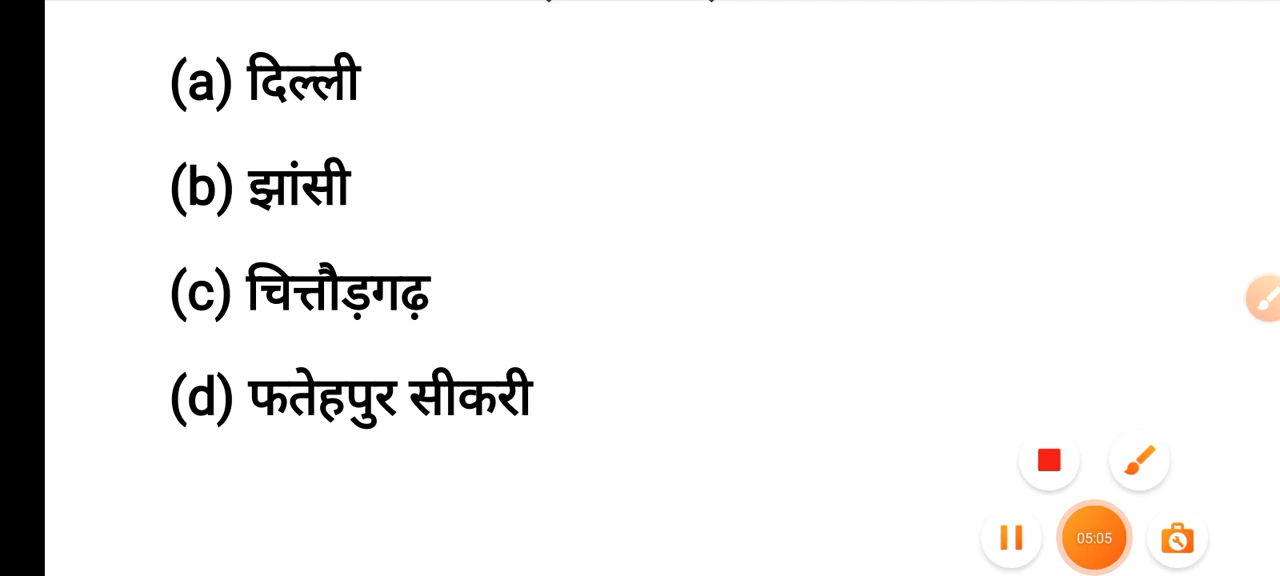 (a) दिल्ली
(b) झांसी
(c) चित्तौड़गढ़
(d) फतेहपुर सीकरी
05:05